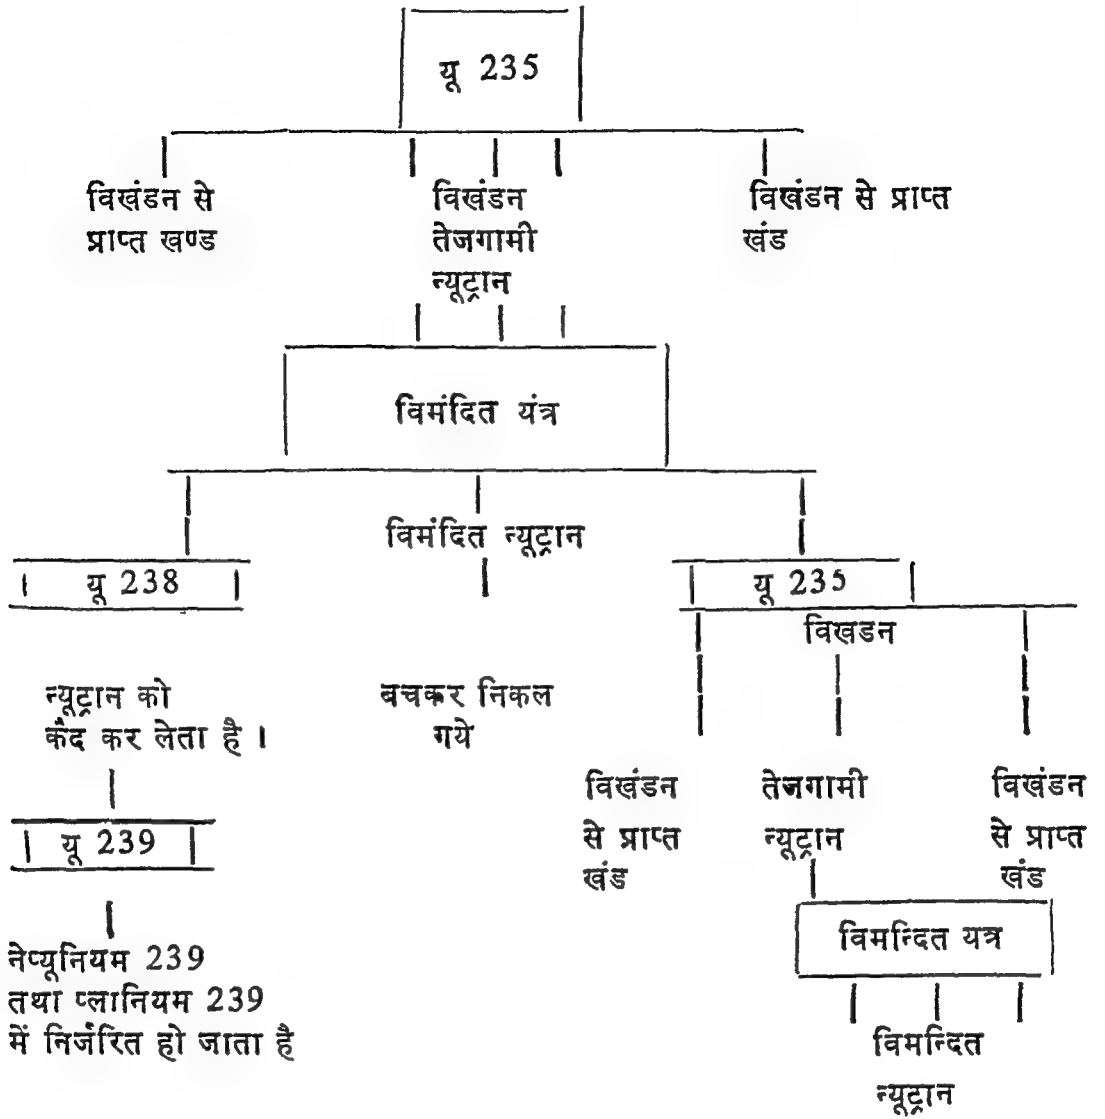 यू 235
विखंडन से
प्राप्त खण्ड
विखंडन
तेजगामी
न्यूट्रान
विखंडन से प्राप्त
खंड
विमंदित यंत्र
यू 238
विमंदित न्यूट्रान
यू 235
विखडन
न्यूट्रान को
कैद कर लेता है ।
बचकर निकल
गये
विखंडन
से प्राप्त
खंड
तेजगामी
न्यूट्रान
विखंडन
से प्राप्त
खंड
यू 239
विमन्दित यत्र
नेप्यूनियम 239
तथा प्लानियम 239
में निर्जरित हो जाता है
विमन्दित
न्यूट्रान